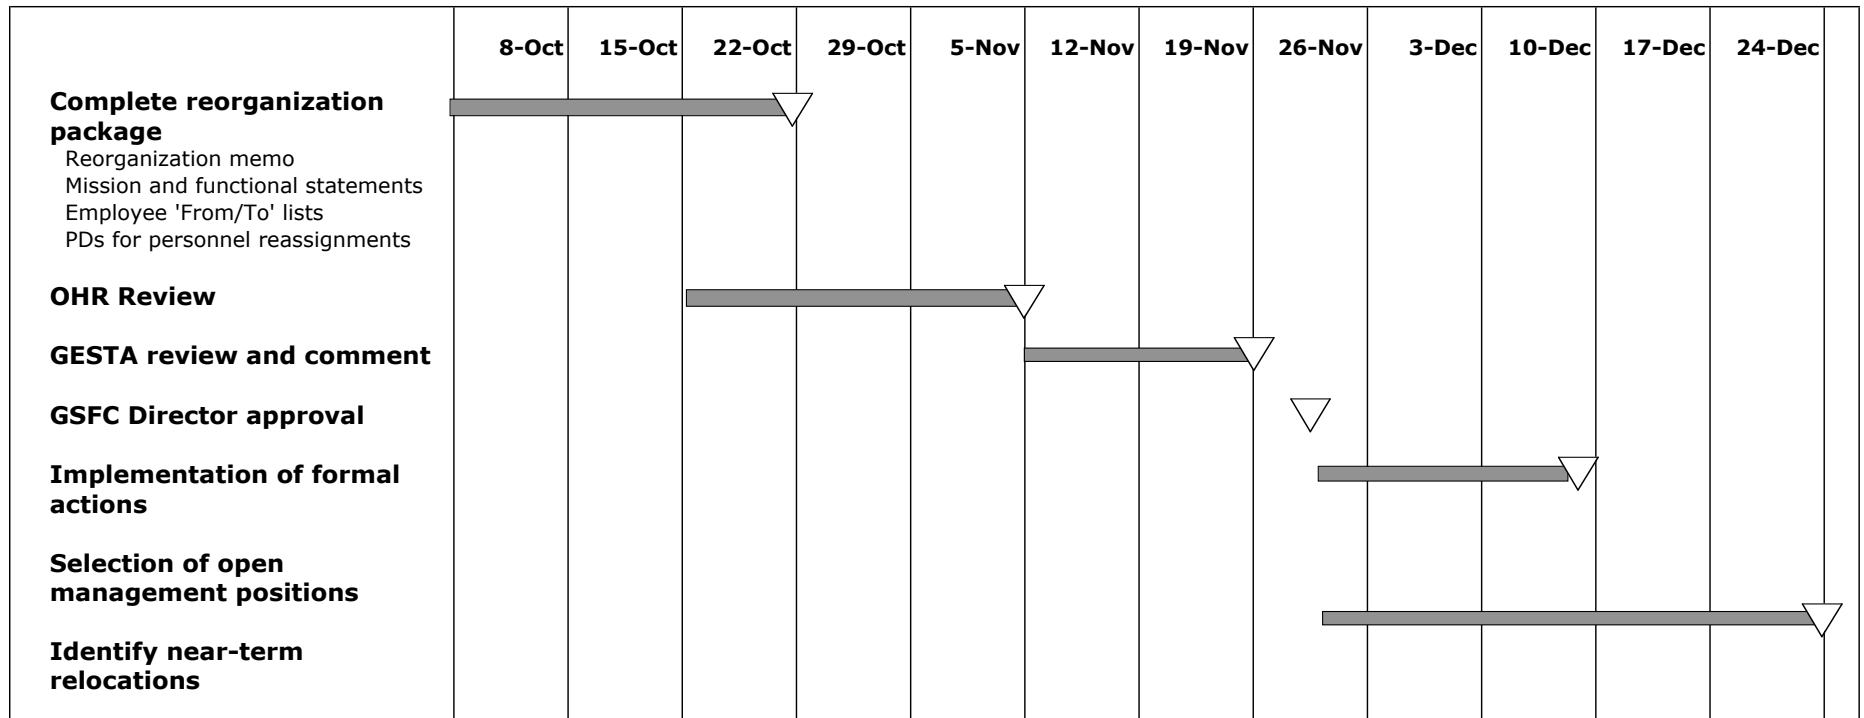 8-Oct 15-Oct 22-Oct 29-Oct 5-Nov 12-Nov 19-Nov 26-Nov 3-Dec 10-Dec 17-Dec 24-Dec
Complete reorganization
package
Reorganization memo
Mission and functional statements
Employee 'From/To' lists
PDs for personnel reassignments
OHR Review
GESTA review and comment
GSFC Director approval
Implementation of formal
actions
Selection of open
management positions
Identify near-term
relocations